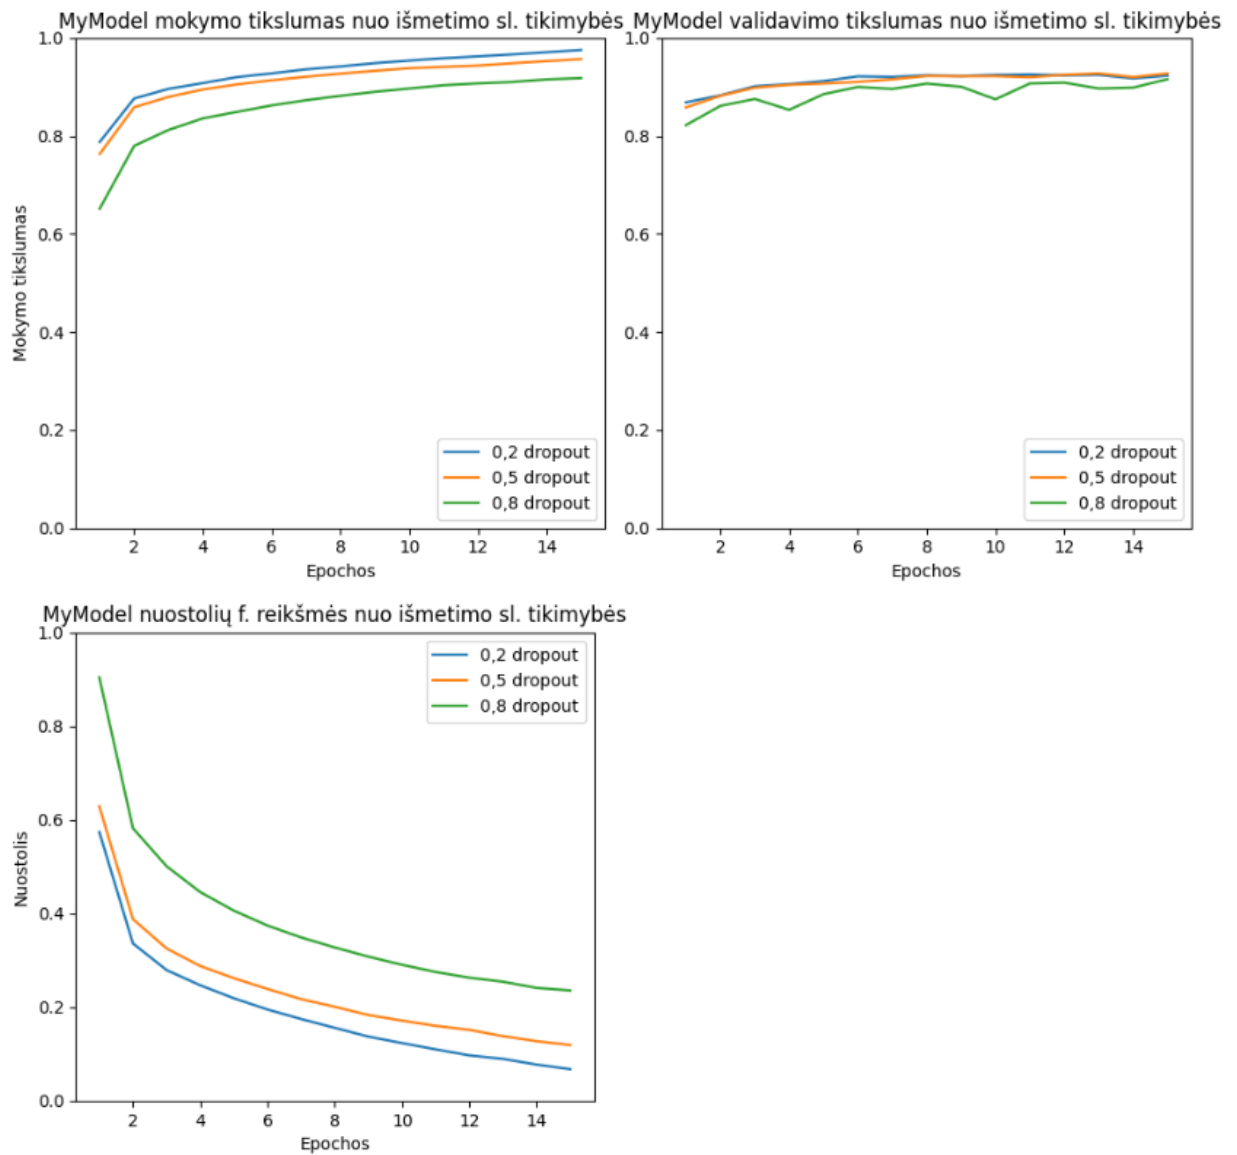 MyModel mokymo tikslumas nuo išmetimo sl. tikimybės
1.0
0.8
0.6
0.4
0.2
0.0
Mokymo tikslumas
0,2 dropout
0,5 dropout
0,8 dropout
2 4 6 8 10 12 14
Epochos
MyModel validavimo tikslumas nuo išmetimo sl. tikimybės
1.0
0.8
0.6
0.4
0.2
0.0
0,2 dropout
0,5 dropout
0,8 dropout
2 4 6 8 10 12 14
Epochos
MyModel nuostolių f. reikšmės nuo išmetimo sl. tikimybės
1.0
0.8
0.6
0.4
0.2
0.0
Nuostolis
0,2 dropout
0,5 dropout
0,8 dropout
2 4 6 8 10 12 14
Epochos